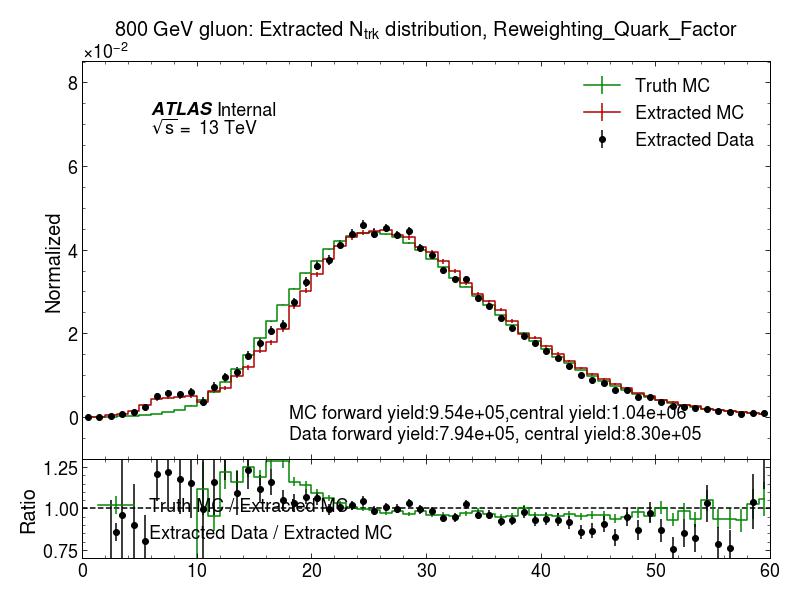 800 GeV gluon: Extracted N_trk distribution, Reweighting_Quark_Factor
×10⁻²
8
6
4
2
0
Normalized
ATLAS Internal
√s = 13 TeV
Truth MC
Extracted MC
Extracted Data
MC forward yield:9.54e+05,central yield:1.04e+06
Data forward yield:7.94e+05, central yield:8.30e+05
1.25
1.00
0.75
Ratio
Truth MC / Extracted MC
Extracted Data / Extracted MC
0 10 20 30 40 50 60